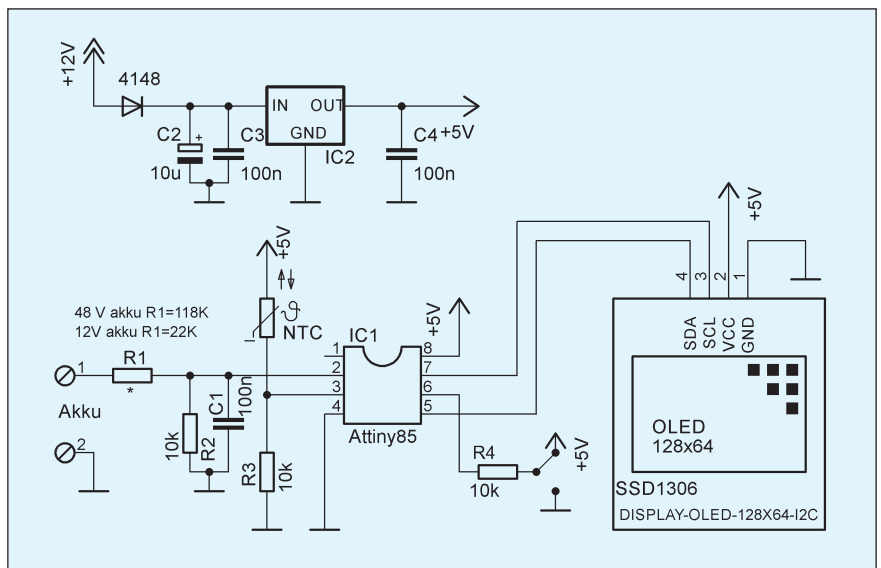 +12V
4148
C2
+
10u
C3
100n
IN OUT
GND
IC2
+5V
C4
100n
+5V
48 V akku R1=118K
12V akku R1=22K
NTC
R1
*
1
Akku
2
10k
R2
C1
100n
R3
10k
IC1
1
2
3
4
8
7
6
5
Attiny85
+5V
R4
10k
+5V
+5V
4 3 2 1
SDA
SCL
VCC
GND
OLED
128x64
SSD1306
DISPLAY-OLED-128X64-I2C